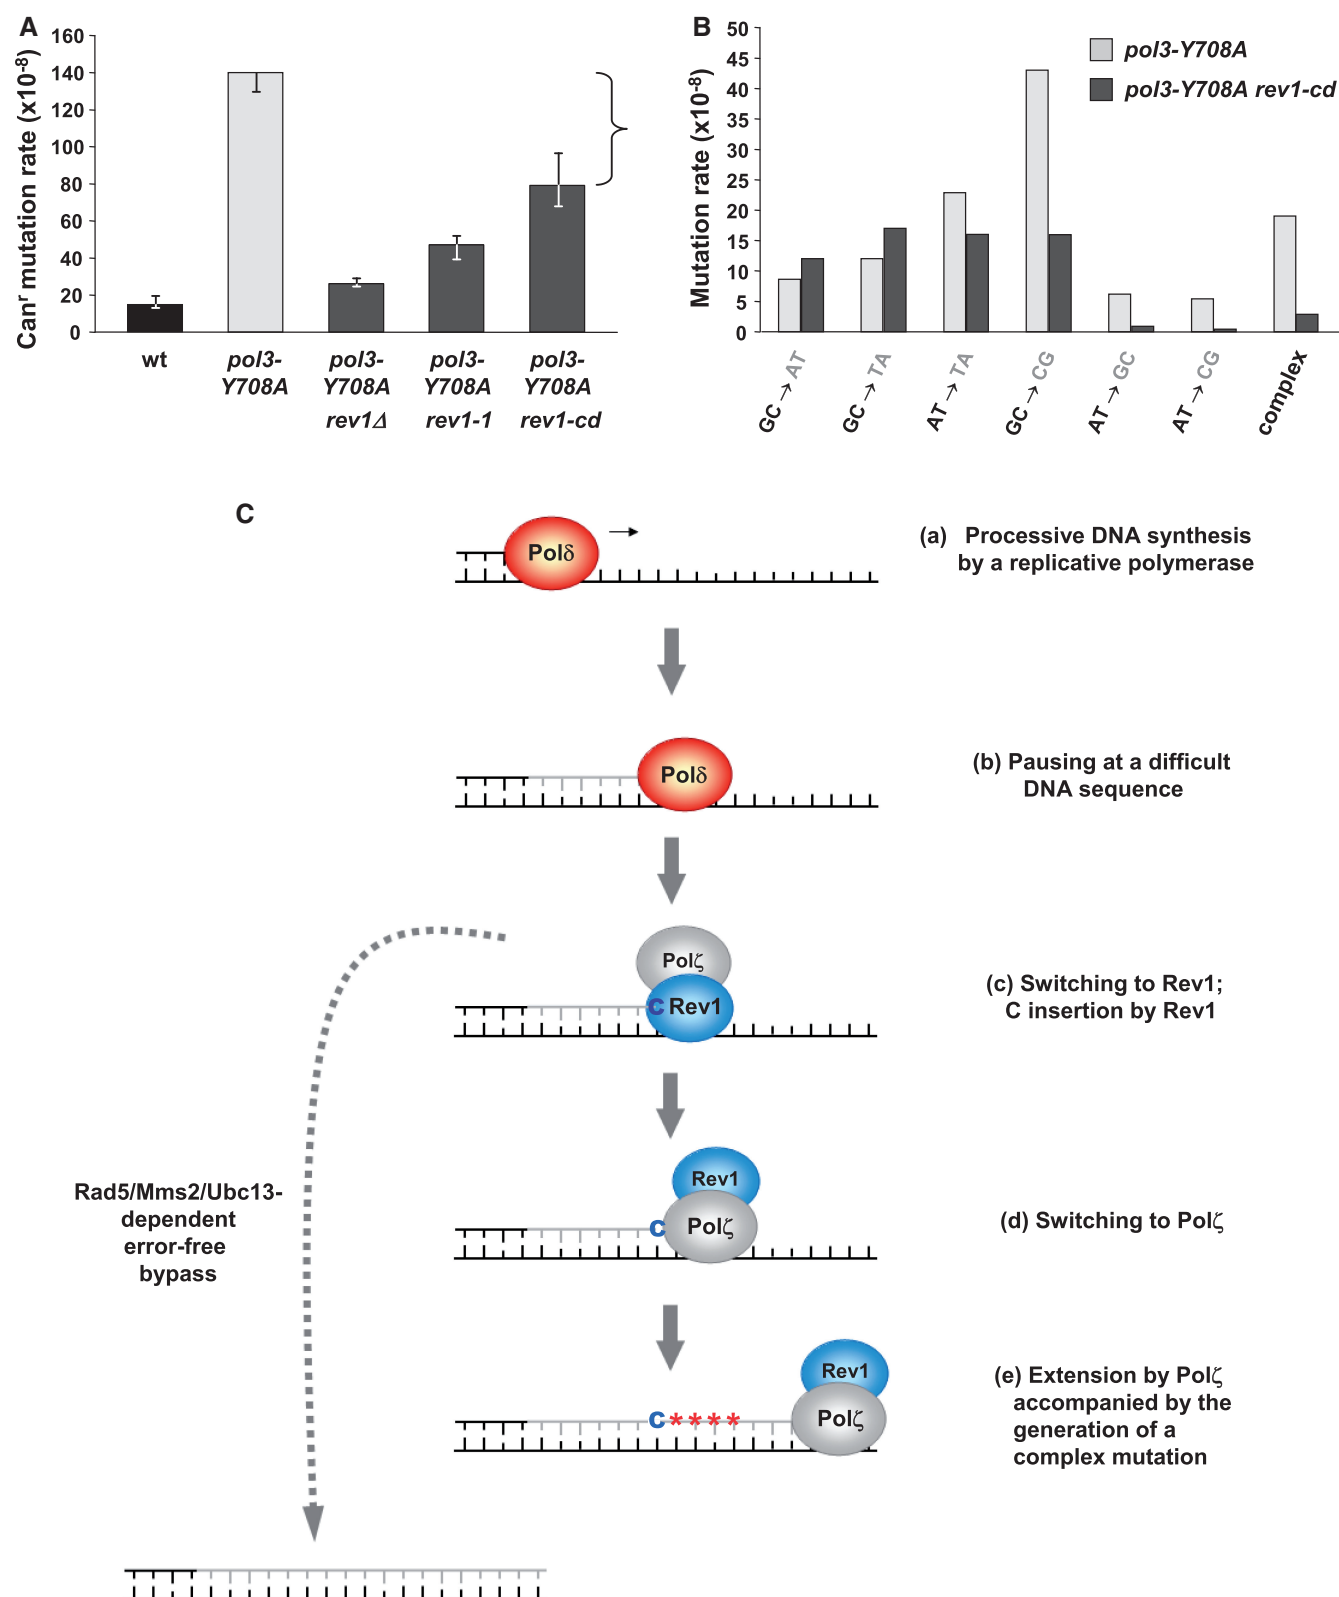 A
Can^r mutation rate (x10^-8)
160
140
120
100
80
60
40
20
0
wt
pol3-
Y708A
pol3-
Y708A
rev1Δ
pol3-
Y708A
rev1-1
pol3-
Y708A
rev1-cd
B
Mutation rate (x10^-8)
50
45
40
35
30
25
20
15
10
5
0
pol3-Y708A
pol3-Y708A rev1-cd
GC → AT
GC → TA
AT → TA
GC → CG
AT → GC
AT → CG
complex
C
Polδ
(a) Processive DNA synthesis
by a replicative polymerase
Polδ
(b) Pausing at a difficult
DNA sequence
Polζ
C Rev1
(c) Switching to Rev1;
C insertion by Rev1
Rev1
C Polζ
(d) Switching to Polζ
Rad5/Mms2/Ubc13-
dependent
error-free
bypass
Rev1
C**** Polζ
(e) Extension by Polζ
accompanied by the
generation of a
complex mutation